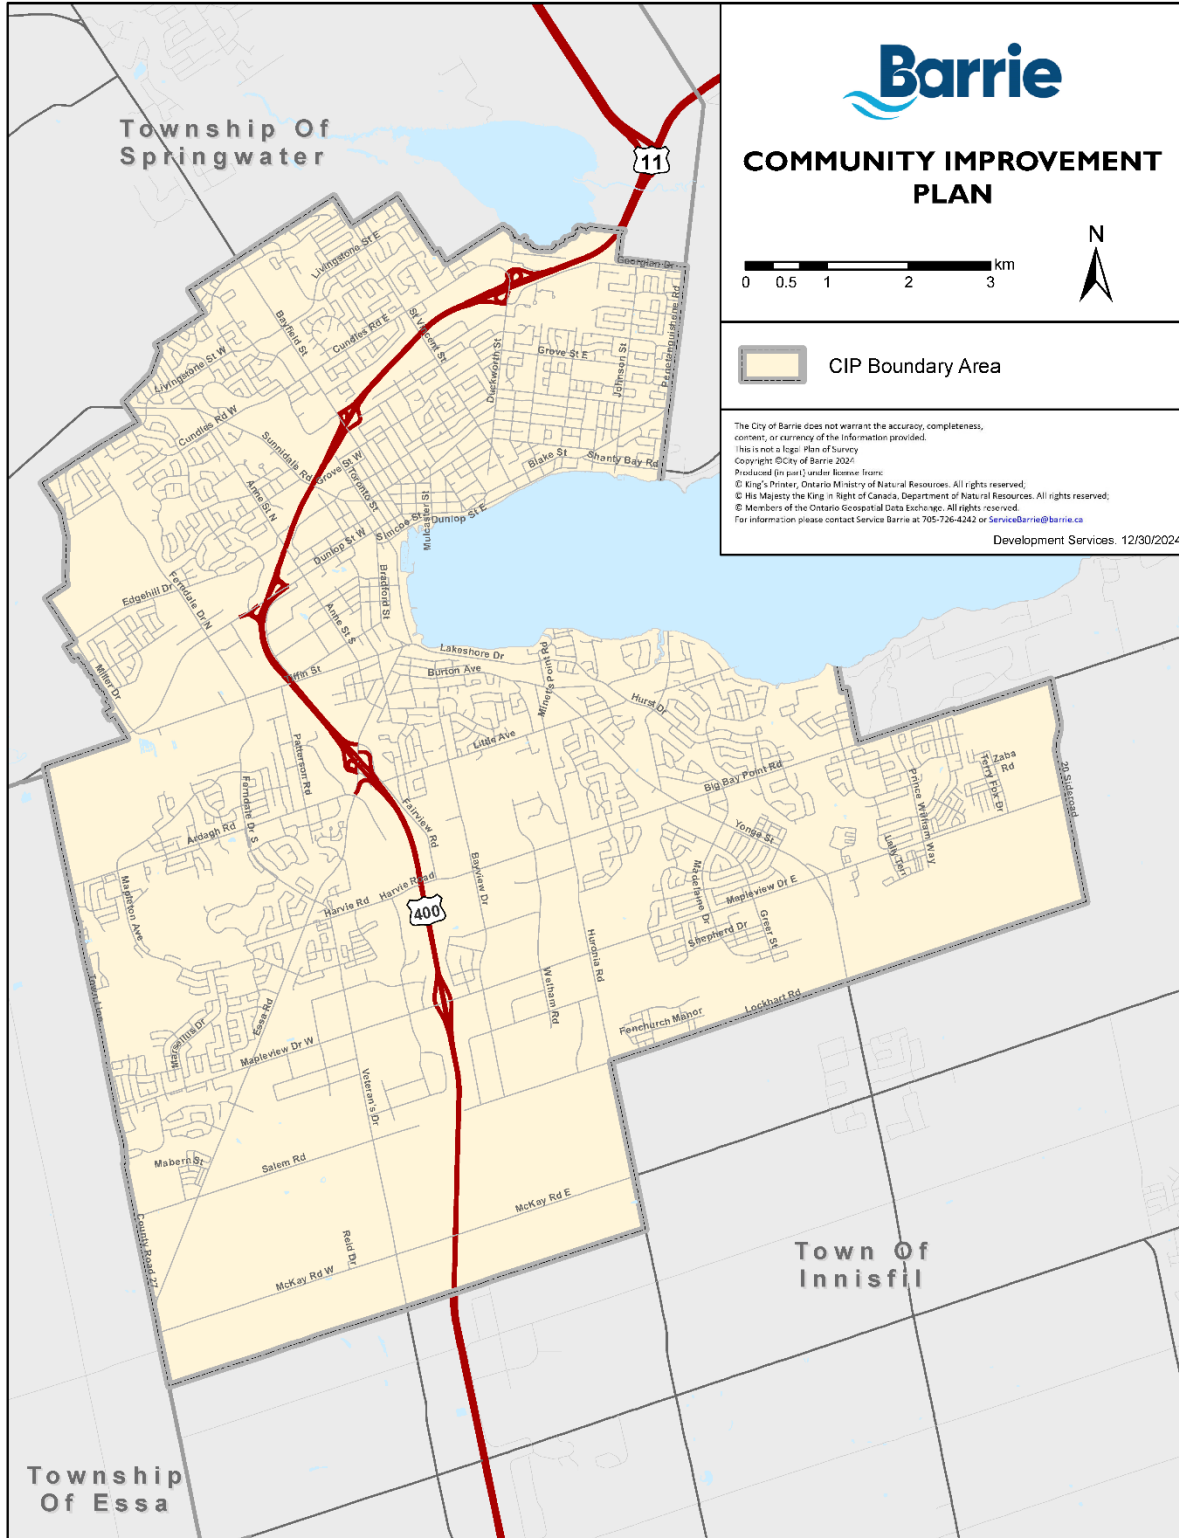 Barrie
COMMUNITY IMPROVEMENT
PLAN
N
km
0 0.5 1 2 3
CIP Boundary Area
The City of Barrie does not warrant the accuracy, completeness,
content, or currency of the information provided.
This is not a legal Plan of Survey
Copyright ©City of Barrie 2024
Produced (in part) under license from:
© King's Printer, Ontario Ministry of Natural Resources. All rights reserved;
© His Majesty the King in Right of Canada, Department of Natural Resources. All rights reserved;
© Members of the Ontario Geospatial Data Exchange. All rights reserved.
For information please contact Service Barrie at 705-726-4242 or ServiceBarrie@barrie.ca
Development Services. 12/30/2024
Township Of
Springwater
11
Livingstone St E
Georgian Dr
Bayfield St
St Vincent St
Cundles Rd E
Penetanguishene Rd
Duckworth St
Grove St E
Johnson St
Livingstone St W
Cundles Rd W
Sunnidale Rd
Grove St W
Toronto St
Blake St
Shanty Bay Rd
Anne St N
Mulcaster St
Dunlop St E
Simcoe St
Dunlop St W
Bradford St
Edgehill Dr
Ferndale Dr N
Anne St S
Miller Dr
Tiffin St
Lakeshore Dr
Burton Ave
Minet's Point Rd
Hurst Dr
Little Ave
Patterson Rd
Big Bay Point Rd
Zaba
Rd
Terry Fox Dr
Prince William Way
20 Sideroad
Ferndale Dr S
Ardagh Rd
Fairview Rd
Yonge St
Lally Terr
Bayview Dr
Mapleton Ave
Harvie Rd
Harvie Road
400
Madelaine Dr
Mapleview Dr E
Greer St
Shepherd Dr
Huronia Rd
Welham Rd
Town Line
Essa Rd
Lockhart Rd
Fenchurch Manor
Marsellus Dr
Mapleview Dr W
Veteran's Dr
Mabern St
Salem Rd
McKay Rd E
County Road 27
Reid Dr
McKay Rd W
Town Of
Innisfil
Township
Of Essa